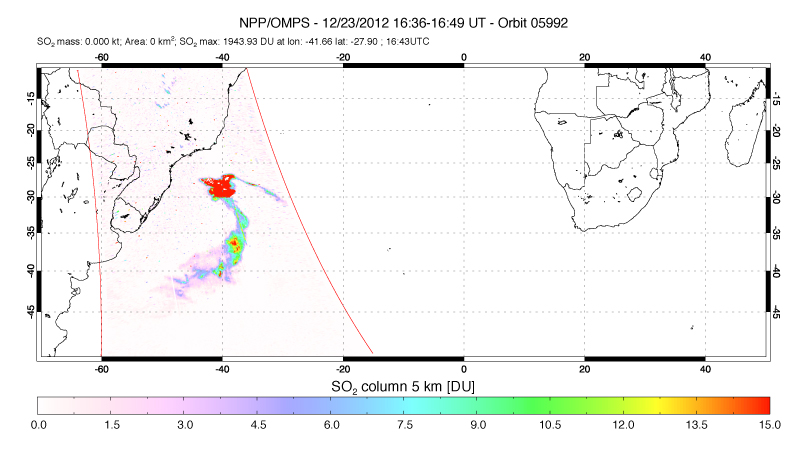 NPP/OMPS - 12/23/2012 16:36-16:49 UT - Orbit 05992
SO₂ mass: 0.000 kt; Area: 0 km²; SO₂ max: 1943.93 DU at lon: -41.66 lat: -27.90 ; 16:43UTC
-60 -40 -20 0 20 40
-15 -15
-20 -20
-25 -25
-30 -30
-35 -35
-40 -40
-45 -45
-60 -40 -20 0 20 40
SO₂ column 5 km [DU]
0.0 1.5 3.0 4.5 6.0 7.5 9.0 10.5 12.0 13.5 15.0